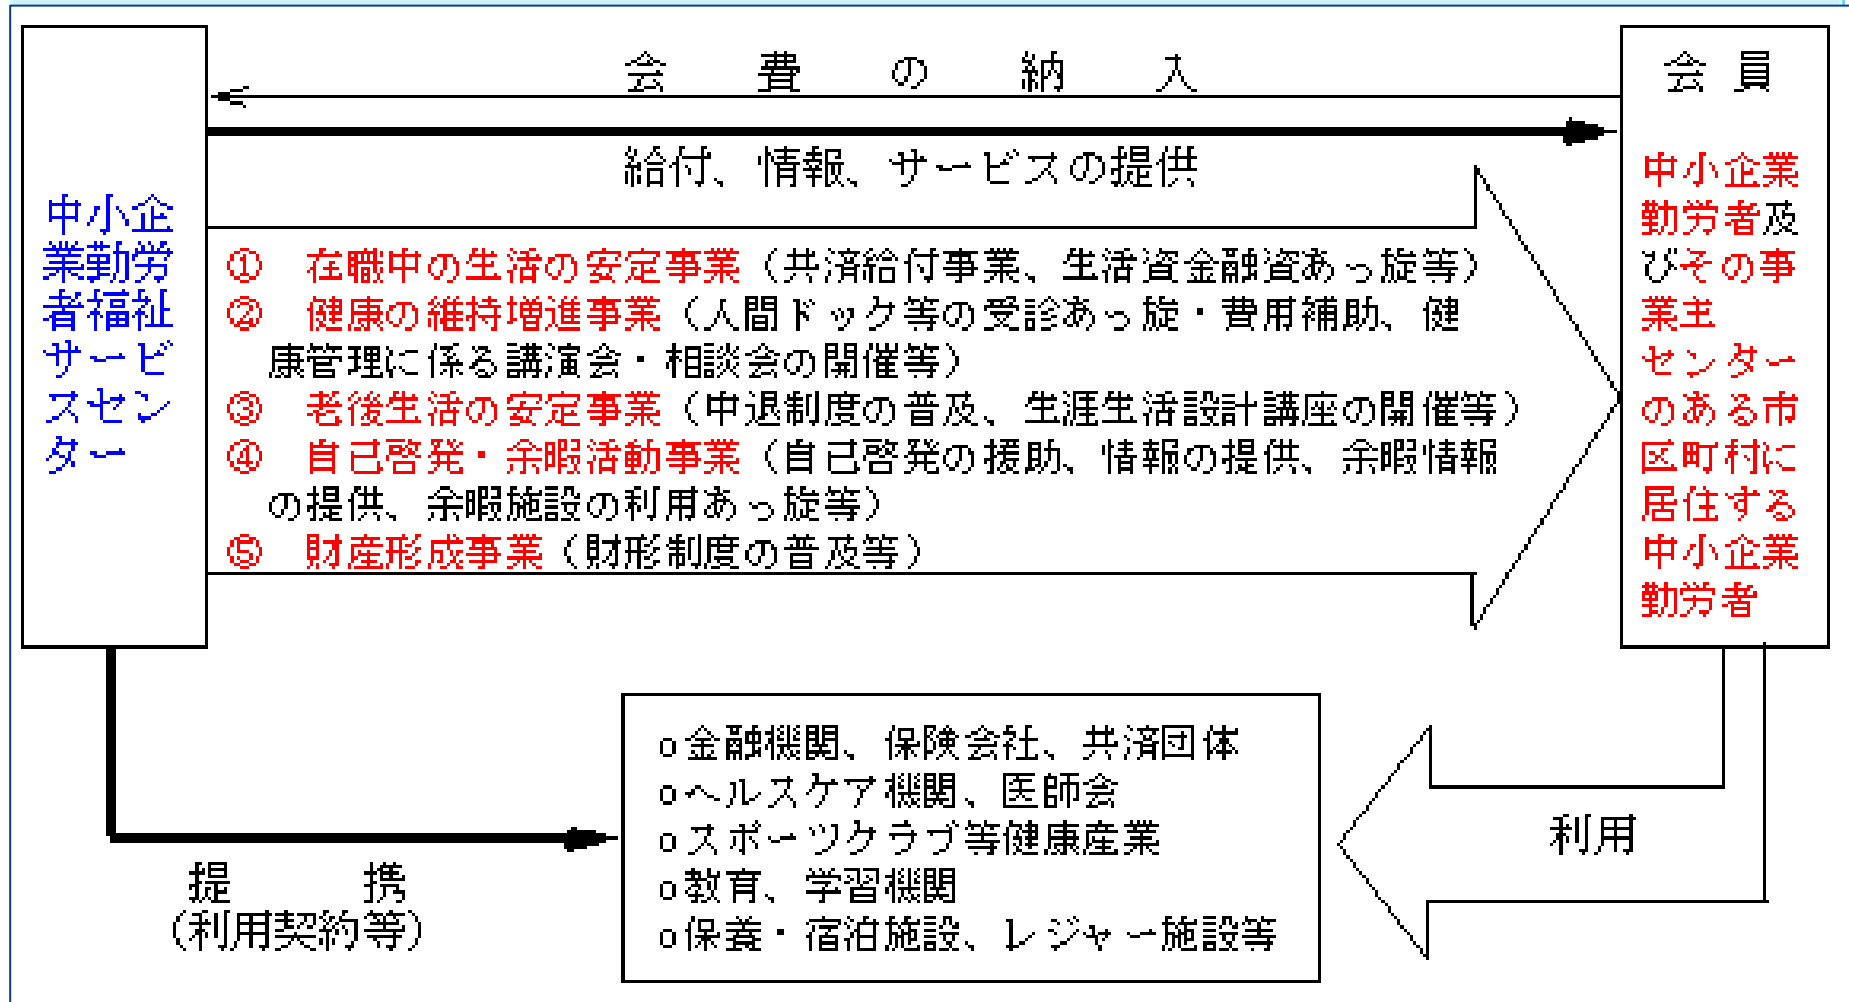 会費の納入
給付、情報、サービスの提供
中小企
業勤労
者福祉
サービ
スセン
ター
① 在職中の生活の安定事業（共済給付事業、生活資金融資あっ旋等）
② 健康の維持増進事業（人間ドック等の受診あっ旋・費用補助、健
康管理に係る講演会・相談会の開催等）
③ 老後生活の安定事業（中退制度の普及、生涯生活設計講座の開催等）
④ 自己啓発・余暇活動事業（自己啓発の援助、情報の提供、余暇情報
の提供、余暇施設の利用あっ旋等）
⑤ 財産形成事業（財形制度の普及等）
会員
中小企業
勤労者及
びその事
業主
センター
のある市
区町村に
居住する
中小企業
勤労者
提携
（利用契約等）
o金融機関、保険会社、共済団体
oヘルスケア機関、医師会
oスポーツクラブ等健康産業
o教育、学習機関
o保養・宿泊施設、レジャー施設等
利用